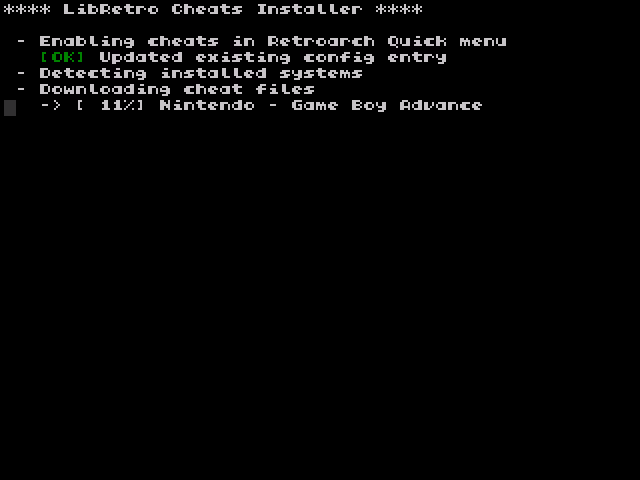 **** LibRetro Cheats Installer ****
- Enabling cheats in Retroarch Quick menu
[OK] Updated existing config entry
- Detecting installed systems
- Downloading cheat files
-> [ 11%] Nintendo - Game Boy Advance